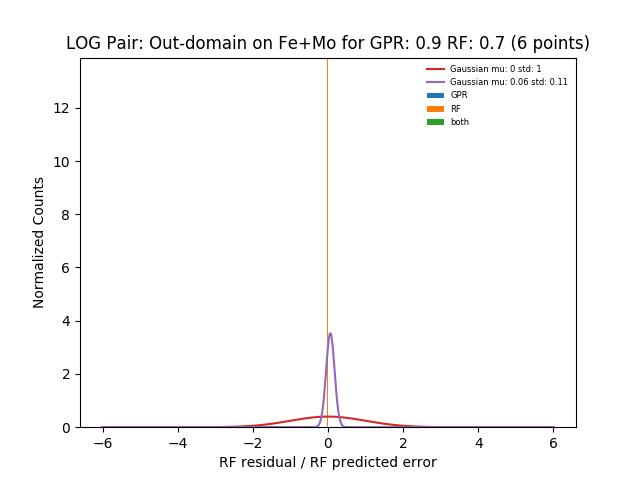 LOG Pair: Out-domain on Fe+Mo for GPR: 0.9 RF: 0.7 (6 points)
Gaussian mu: 0 std: 1
Gaussian mu: 0.06 std: 0.11
GPR
RF
both
Normalized Counts
12
10
8
6
4
2
0
−6 −4 −2 0 2 4 6
RF residual / RF predicted error